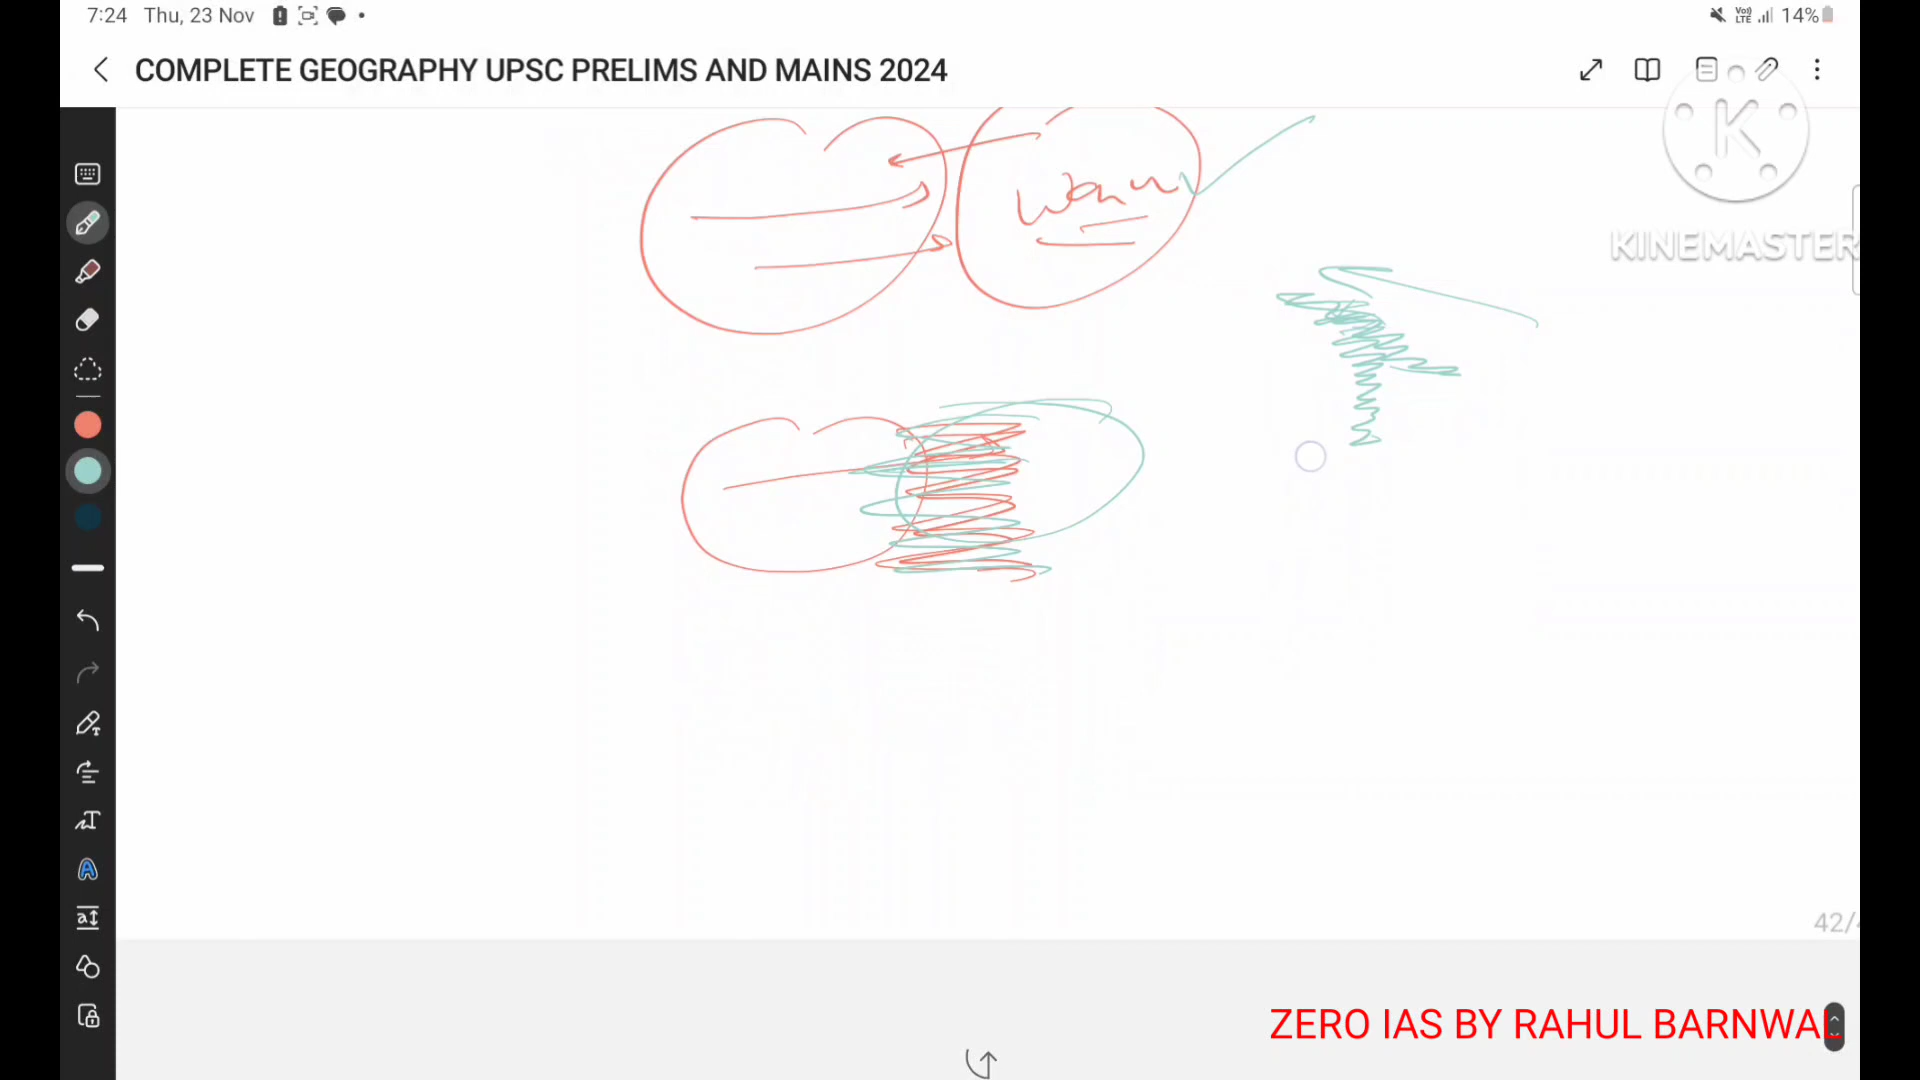 7:24 Thu, 23 Nov 14%
COMPLETE GEOGRAPHY UPSC PRELIMS AND MAINS 2024
K
KINEMASTER
Warm
42/
ZERO IAS BY RAHUL BARNWAL